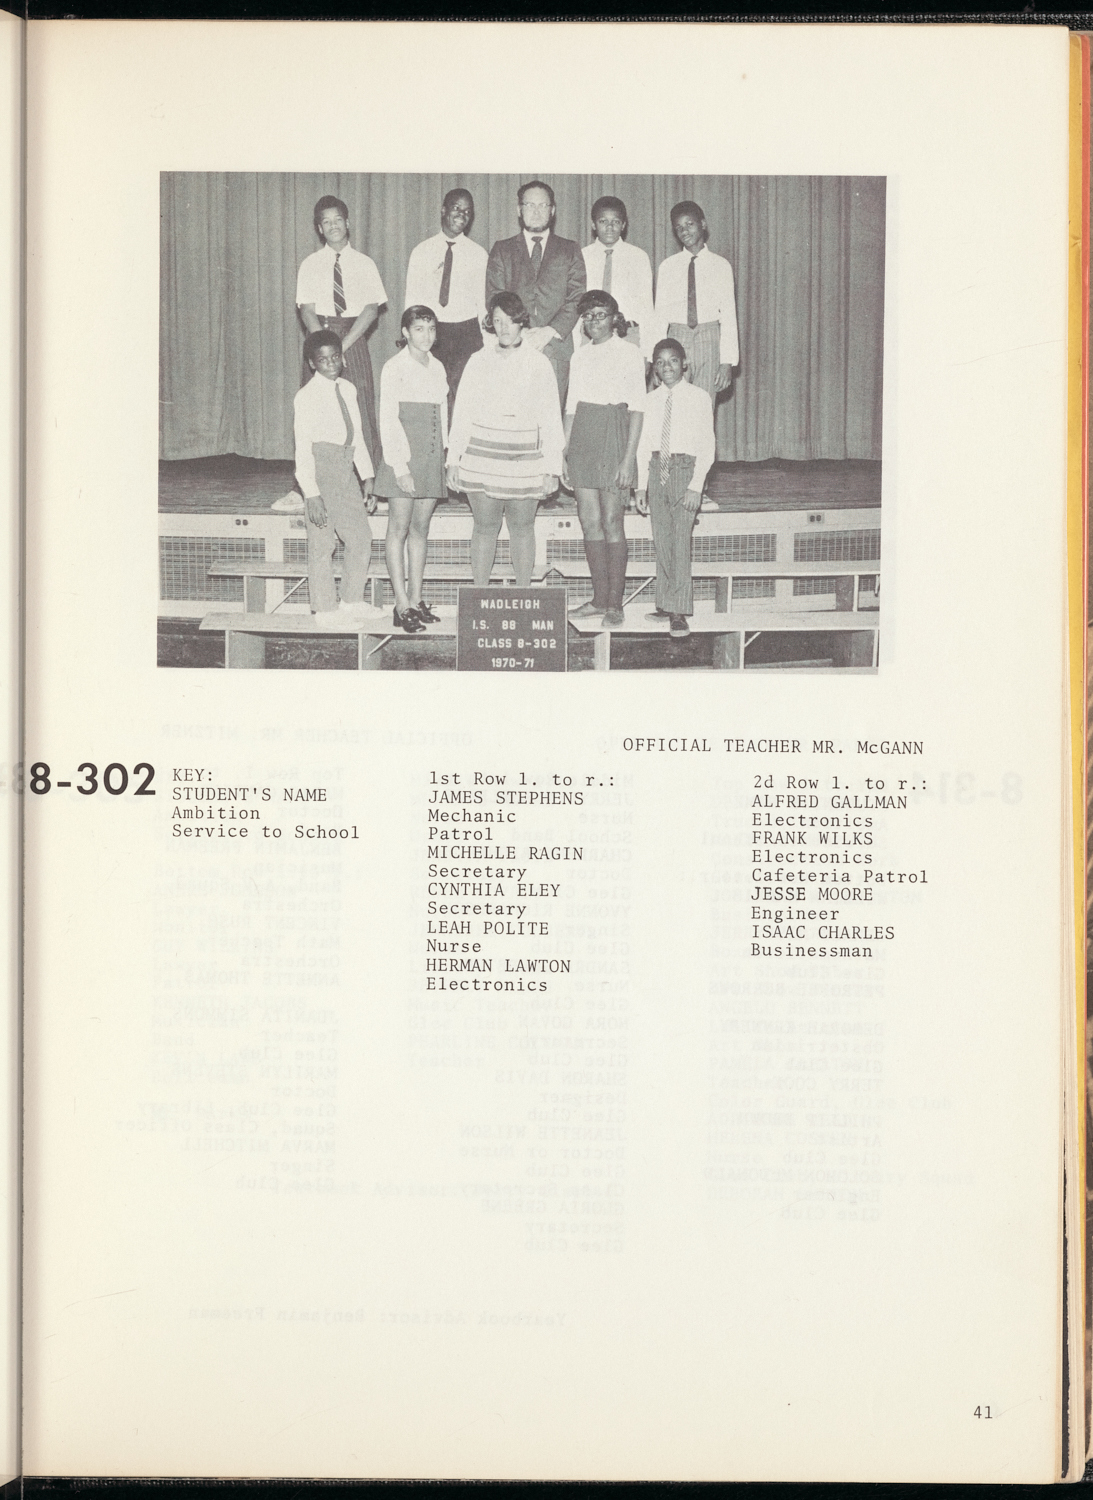 WADLEIGH
I.S. 88 MAN
CLASS 8-302
1970-71
OFFICIAL TEACHER MR. McGANN
8-302
KEY:
STUDENT'S NAME
Ambition
Service to School
1st Row l. to r.:
JAMES STEPHENS
Mechanic
Patrol
MICHELLE RAGIN
Secretary
CYNTHIA ELEY
Secretary
LEAH POLITE
Nurse
HERMAN LAWTON
Electronics
2d Row l. to r.:
ALFRED GALLMAN
Electronics
FRANK WILKS
Electronics
Cafeteria Patrol
JESSE MOORE
Engineer
ISAAC CHARLES
Businessman
41